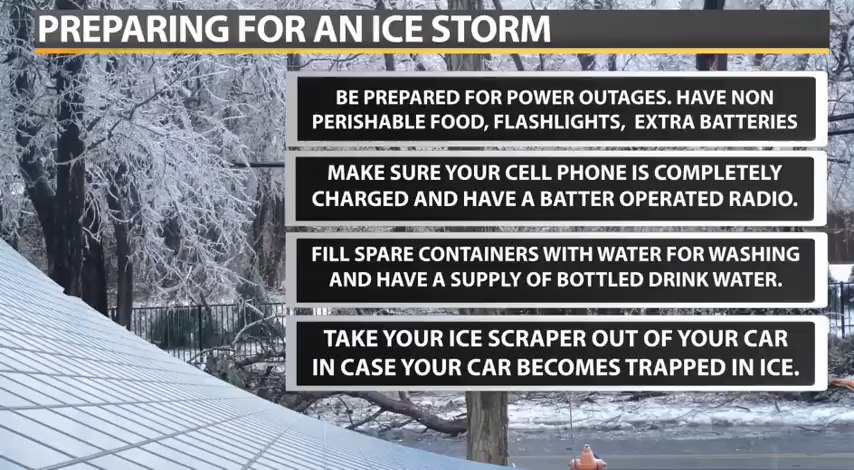 PREPARING FOR AN ICE STORM
BE PREPARED FOR POWER OUTAGES. HAVE NON
PERISHABLE FOOD, FLASHLIGHTS, EXTRA BATTERIES
MAKE SURE YOUR CELL PHONE IS COMPLETELY
CHARGED AND HAVE A BATTER OPERATED RADIO.
FILL SPARE CONTAINERS WITH WATER FOR WASHING
AND HAVE A SUPPLY OF BOTTLED DRINK WATER.
TAKE YOUR ICE SCRAPER OUT OF YOUR CAR
IN CASE YOUR CAR BECOMES TRAPPED IN ICE.